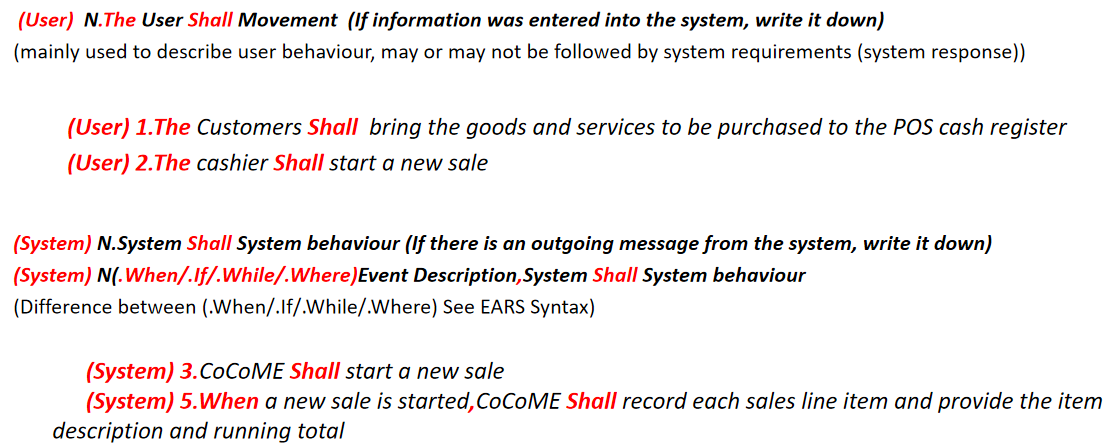 (User) N.The User Shall Movement (If information was entered into the system, write it down)
(mainly used to describe user behaviour, may or may not be followed by system requirements (system response))
(User) 1.The Customers Shall bring the goods and services to be purchased to the POS cash register
(User) 2.The cashier Shall start a new sale
(System) N.System Shall System behaviour (If there is an outgoing message from the system, write it down)
(System) N(.When/.If/.While/.Where)Event Description,System Shall System behaviour
(Difference between (.When/.If/.While/.Where) See EARS Syntax)
(System) 3.CoCoME Shall start a new sale
(System) 5.When a new sale is started,CoCoME Shall record each sales line item and provide the item
description and running total